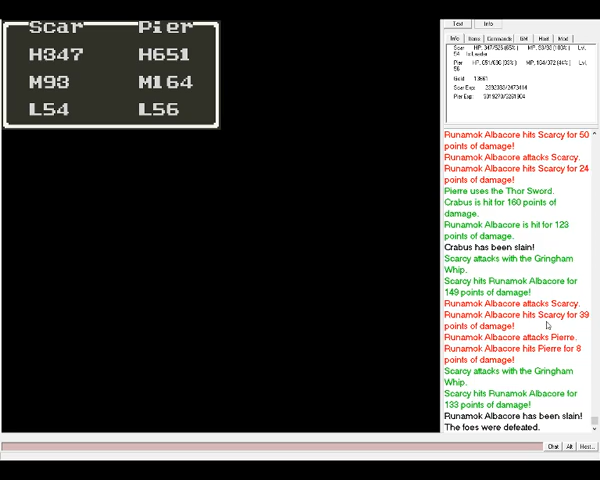 Scar Pier
H347 H651
M93 M164
L54 L56
Text Info
Info Items Commands GM Host Mod
Gold: 13661
Runamok Albacore hits Scarcy for 50
points of damage!
Runamok Albacore attacks Scarcy.
Runamok Albacore hits Scarcy for 24
points of damage!
Pierre uses the Thor Sword.
Crabus is hit for 160 points of
damage.
Runamok Albacore is hit for 123
points of damage.
Crabus has been slain!
Scarcy attacks with the Gringham
Whip.
Scarcy hits Runamok Albacore for
149 points of damage!
Runamok Albacore attacks Scarcy.
Runamok Albacore hits Scarcy for 39
points of damage!
Runamok Albacore attacks Pierre.
Runamok Albacore hits Pierre for 8
points of damage!
Scarcy attacks with the Gringham
Whip.
Scarcy hits Runamok Albacore for
133 points of damage!
Runamok Albacore has been slain!
The foes were defeated.
Chat Alt Host...